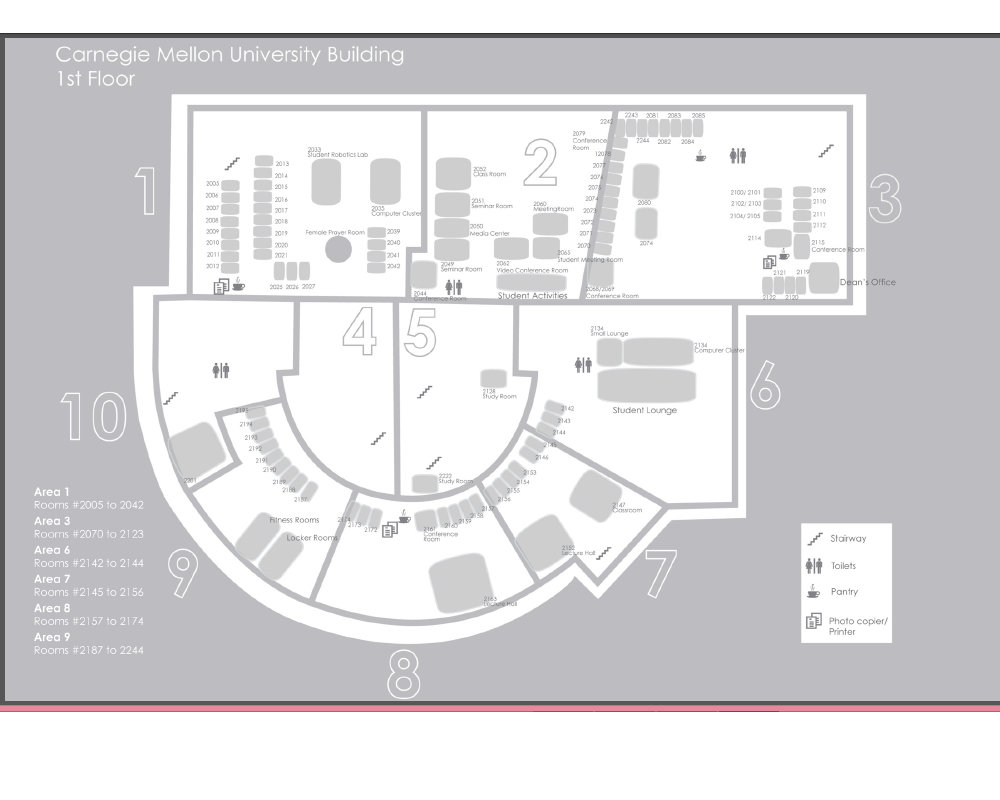 Carnegie Mellon University Building
1st Floor
1
2005
2006
2007
2008
2009
2010
2011
2012
2013
2014
2015
2016
2017
2018
2019
2020
2021
2025
2026
2027
2033
Student Robotics Lab
2035
Computer Cluster
Female Prayer Room
2039
2040
2041
2042
2
2052
Class Room
2051
Seminar Room
2050
Media Center
2049
Seminar Room
2044
Conference Room
2060
MeetingRoom
2062
Video Conference Room
2065
Student Meeting Room
Student Activities
2079
Conference
Room
3
2242
2243
2081
2083
2085
2244
2082
2084
2077
2076
2075
2074
2073
2072
2071
2070
2068/2069
Conference Room
2080
2074
2100/ 2101
2102/ 2103
2104/ 2105
2109
2110
2111
2112
2114
2115
Conference Room
2119
2121
2122
2120
Dean's Office
4
5
2128
Study Room
2222
Study Room
6
2134
Small Lounge
2134
Computer Cluster
Student Lounge
2142
2143
2144
7
2145
2146
2153
2154
2155
2156
2147
Classroom
2152
Lecture Hall
8
2157
2158
2159
2160
2161
Conference
Room
2172
2173
2174
2163
Lecture Hall
9
2195
2194
2193
2192
2191
2190
2189
2188
2187
Fitness Rooms
Locker Rooms
10
2201
Area 1
Rooms #2005 to 2042
Area 3
Rooms #2070 to 2123
Area 6
Rooms #2142 to 2144
Area 7
Rooms #2145 to 2156
Area 8
Rooms #2157 to 2174
Area 9
Rooms #2187 to 2244
Stairway
Toilets
Pantry
Photo copier/
Printer